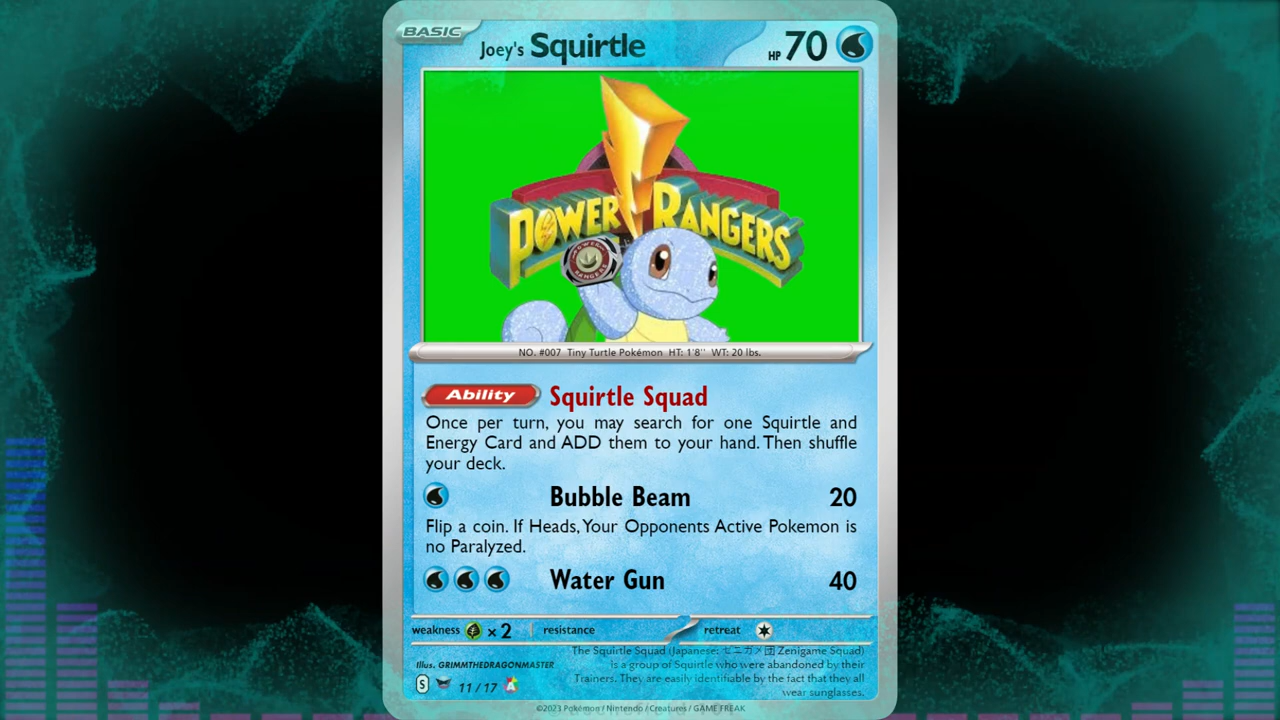 BASIC
Joey's Squirtle
HP 70
POWER RANGERS
POWER
RANGERS
NO. #007 Tiny Turtle Pokémon HT: 1'8'' WT: 20 lbs.
Ability Squirtle Squad
Once per turn, you may search for one Squirtle and
Energy Card and ADD them to your hand. Then shuffle
your deck.
Bubble Beam 20
Flip a coin. If Heads, Your Opponents Active Pokemon is
no Paralyzed.
Water Gun 40
weakness ×2 resistance retreat
The Squirtle Squad (Japanese: ゼニガメ団 Zenigame Squad)
is a group of Squirtle who were abandoned by their
Trainers. They are easily identifiable by the fact that they all
wear sunglasses.
Illus. GRIMMTHEDRAGONMASTER
S 11/17
©2023 Pokémon / Nintendo / Creatures / GAME FREAK